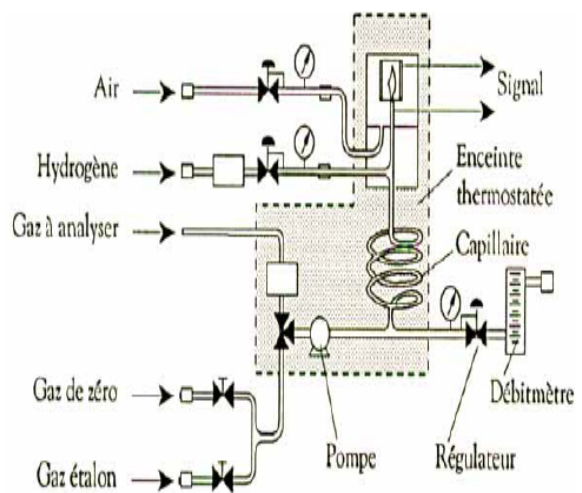 Air
Signal
Hydrogène
Enceinte
thermostatée
Gaz à analyser
Capillaire
Gaz de zéro
Débitmètre
Pompe
Régulateur
Gaz étalon